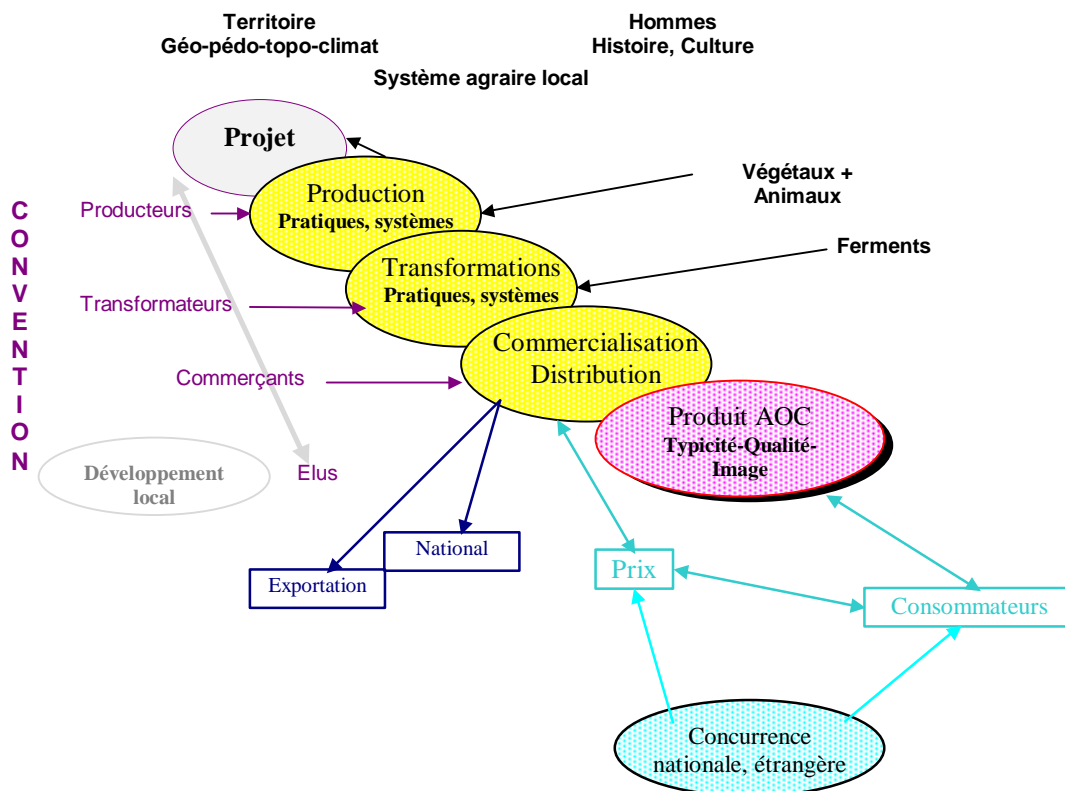 Territoire
Géo-pédo-topo-climat
Hommes
Histoire, Culture
Système agraire local
Projet
Production
Pratiques, systèmes
Végétaux +
Animaux
Producteurs
CONVENTION
Transformations
Pratiques, systèmes
Ferments
Transformateurs
Commercialisation
Distribution
Commerçants
Produit AOC
Typicité-Qualité-
Image
Développement
local
Elus
National
Exportation
Prix
Consommateurs
Concurrence
nationale, étrangère